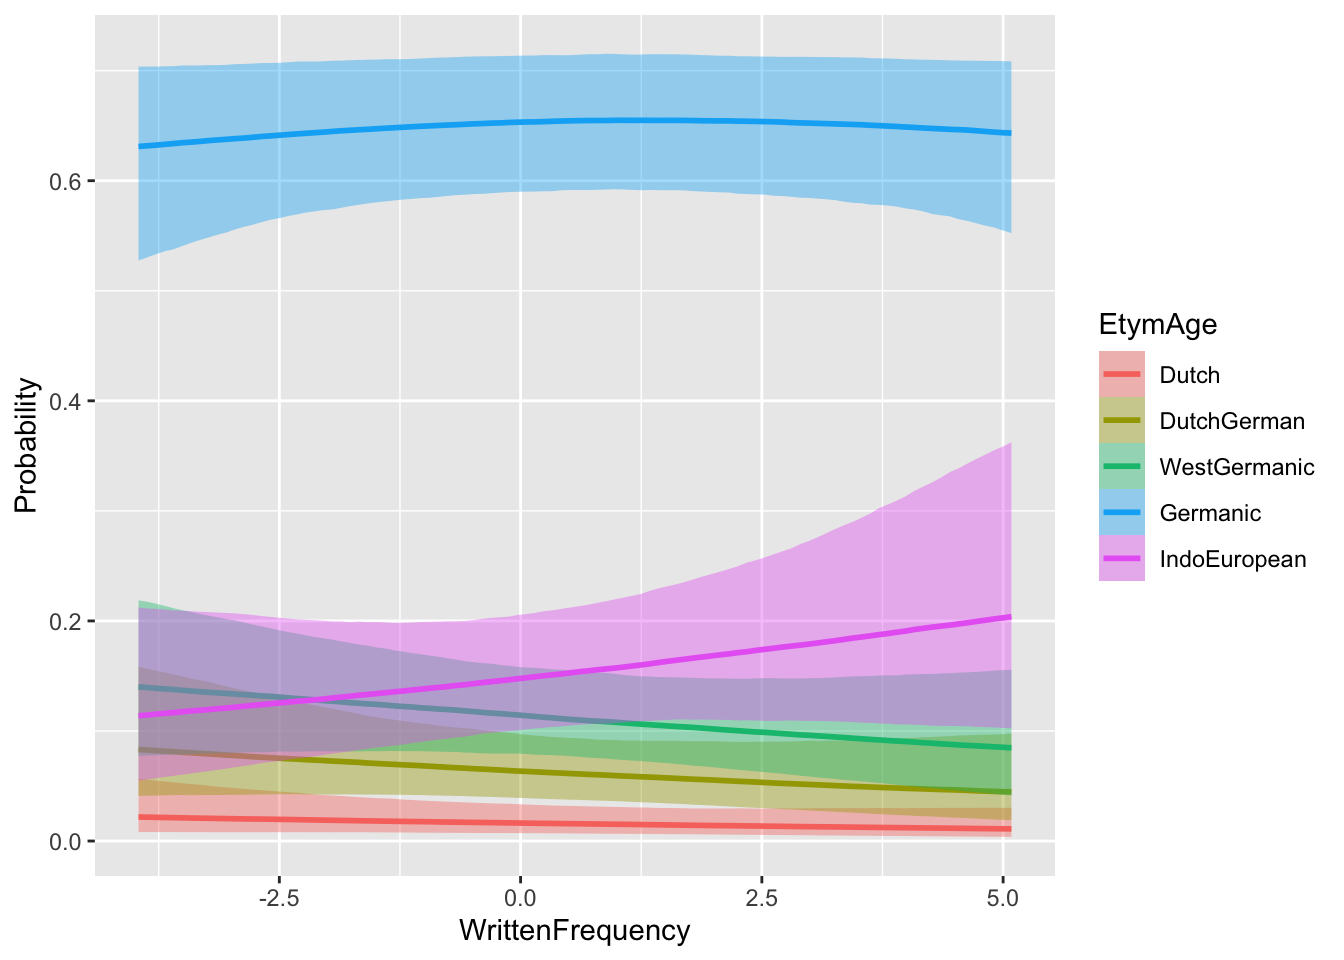 Probability
0.6
0.4
0.2
0.0
-2.5
0.0
2.5
5.0
WrittenFrequency
EtymAge
Dutch
DutchGerman
WestGermanic
Germanic
IndoEuropean